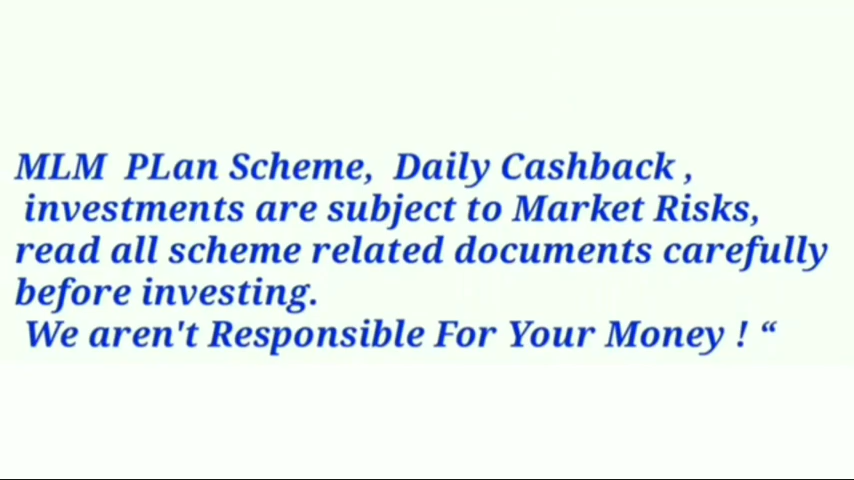 MLM PLan Scheme, Daily Cashback ,
investments are subject to Market Risks,
read all scheme related documents carefully
before investing.
We aren't Responsible For Your Money ! “